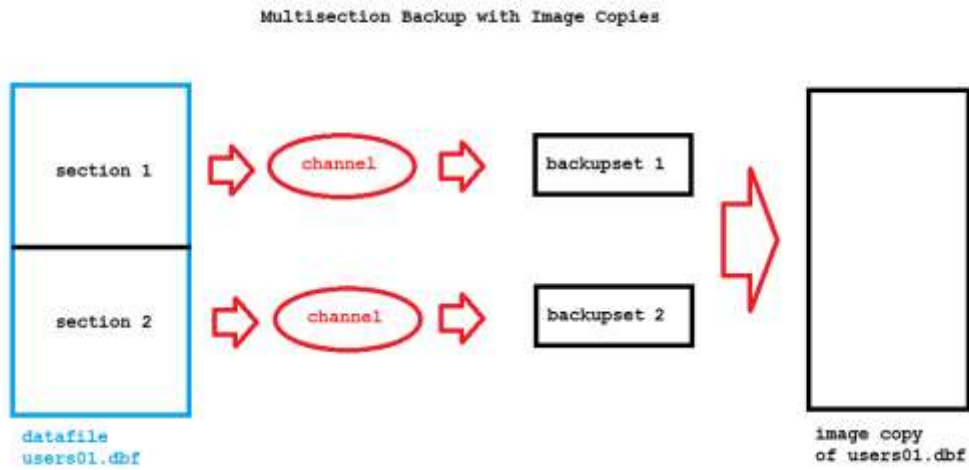 Multisection Backup with Image Copies
section 1
channel
backupset 1
section 2
channel
backupset 2
datafile
users01.dbf
image copy
of users01.dbf